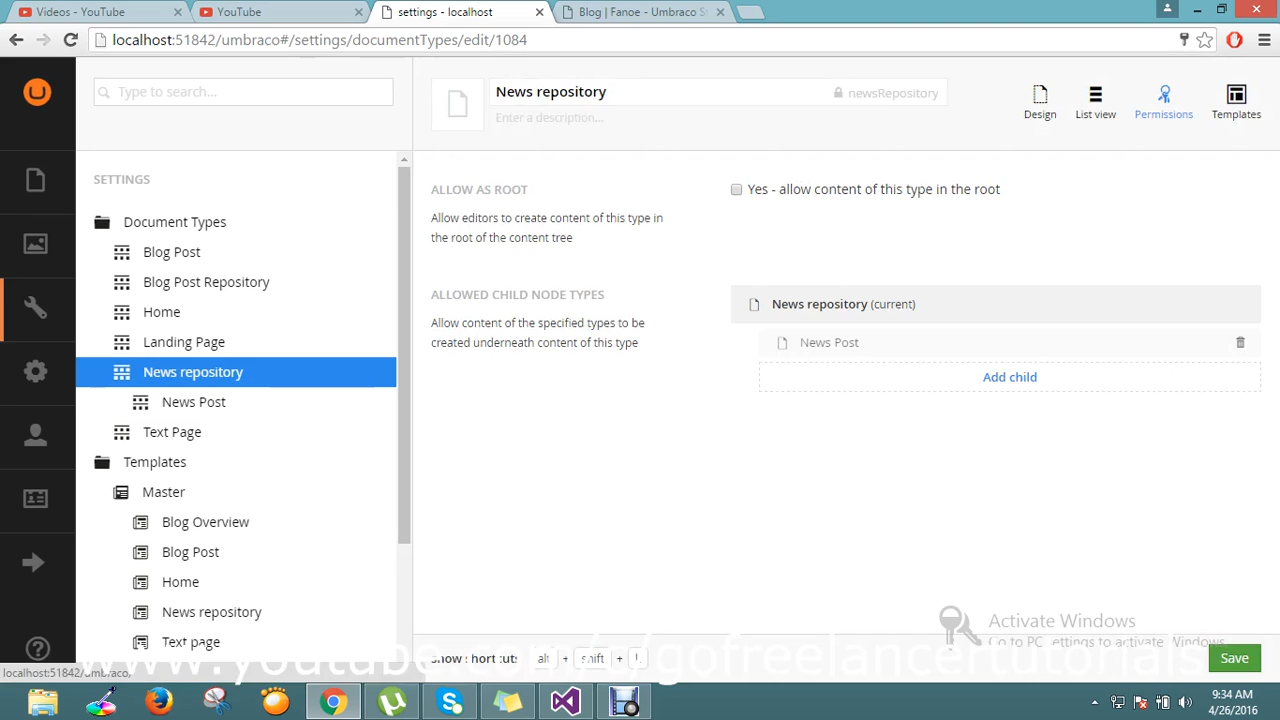 Videos - YouTube
YouTube
settings - localhost
Blog | Fanoe - Umbraco S
localhost:51842/umbraco#/settings/documentTypes/edit/1084
Type to search...
News repository
newsRepository
Enter a description...
Design
List view
Permissions
Templates
SETTINGS
Document Types
Blog Post
Blog Post Repository
Home
Landing Page
News repository
News Post
Text Page
Templates
Master
Blog Overview
Blog Post
Home
News repository
Text page
ALLOW AS ROOT
Allow editors to create content of this type in
the root of the content tree
Yes - allow content of this type in the root
ALLOWED CHILD NODE TYPES
Allow content of the specified types to be
created underneath content of this type
News repository (current)
News Post
Add child
Activate Windows
Go to PC settings to activate Windows.
show shortcuts alt + shift + k
Save
localhost:51842/umbraco,
9:34 AM
4/26/2016